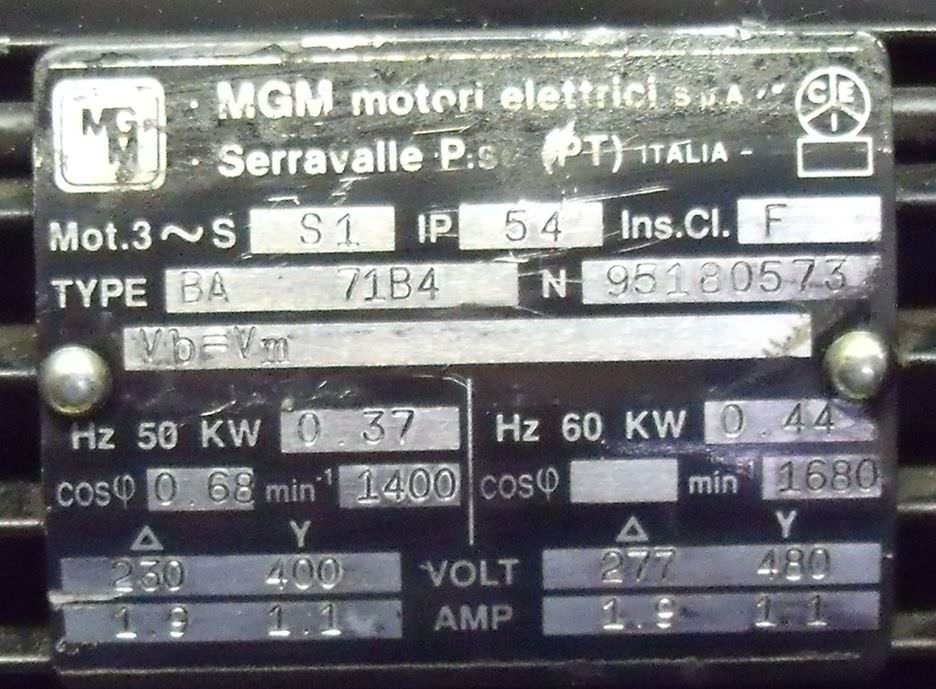 MGM · MGM motori elettrici S.p.A.
· Serravalle P.se (PT) ITALIA -
CEI
Mot.3~S S1 IP 54 Ins.Cl. F
TYPE BA 71B4 N 95180573
Vb=Vm
Hz 50 KW 0.37 Hz 60 KW 0.44
cosφ 0.68 min⁻¹ 1400 cosφ min⁻¹ 1680
Δ Y Δ Y
230 400 VOLT 277 480
1.9 1.1 AMP 1.9 1.1